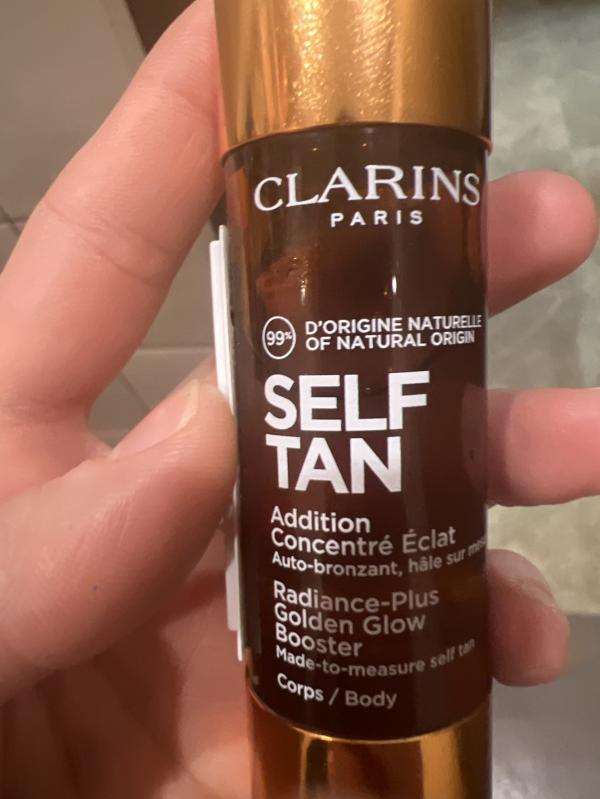 CLARINS
PARIS
99%
D'ORIGINE NATURELLE
OF NATURAL ORIGIN
SELF
TAN
Addition
Concentré Éclat
Auto-bronzant, hâle sur
Radiance-Plus
Golden Glow
Booster
Made-to-measure self tan
Corps / Body